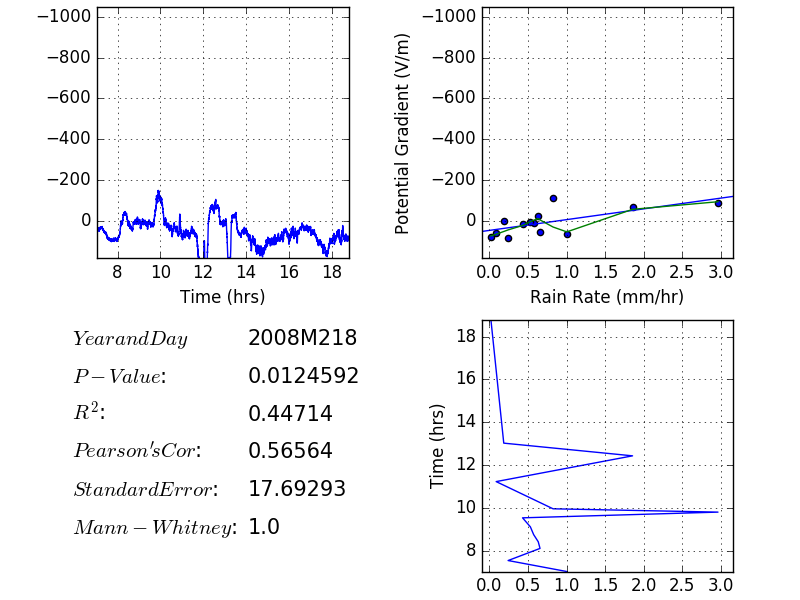 −1000
−800
−600
−400
−200
0
8 10 12 14 16 18
Time (hrs)
Potential Gradient (V/m)
−1000
−800
−600
−400
−200
0
0.0 0.5 1.0 1.5 2.0 2.5 3.0
Rain Rate (mm/hr)
YearandDay 2008M218
P − Value: 0.0124592
R²: 0.44714
Pearson'sCor: 0.56564
StandardError: 17.69293
Mann − Whitney: 1.0
Time (hrs)
18
16
14
12
10
8
0.0 0.5 1.0 1.5 2.0 2.5 3.0